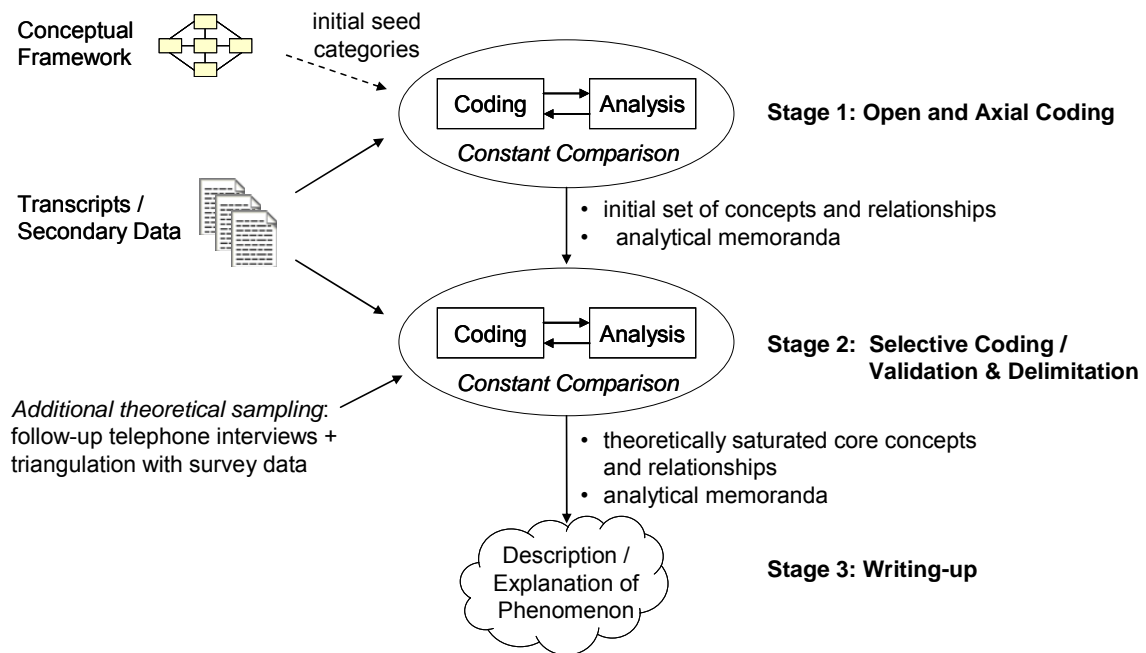 Conceptual
Framework
initial seed
categories
Coding
Analysis
Constant Comparison
Stage 1: Open and Axial Coding
Transcripts /
Secondary Data
• initial set of concepts and relationships
• analytical memoranda
Coding
Analysis
Constant Comparison
Stage 2: Selective Coding /
Validation & Delimitation
Additional theoretical sampling:
follow-up telephone interviews +
triangulation with survey data
• theoretically saturated core concepts
and relationships
• analytical memoranda
Description /
Explanation of
Phenomenon
Stage 3: Writing-up